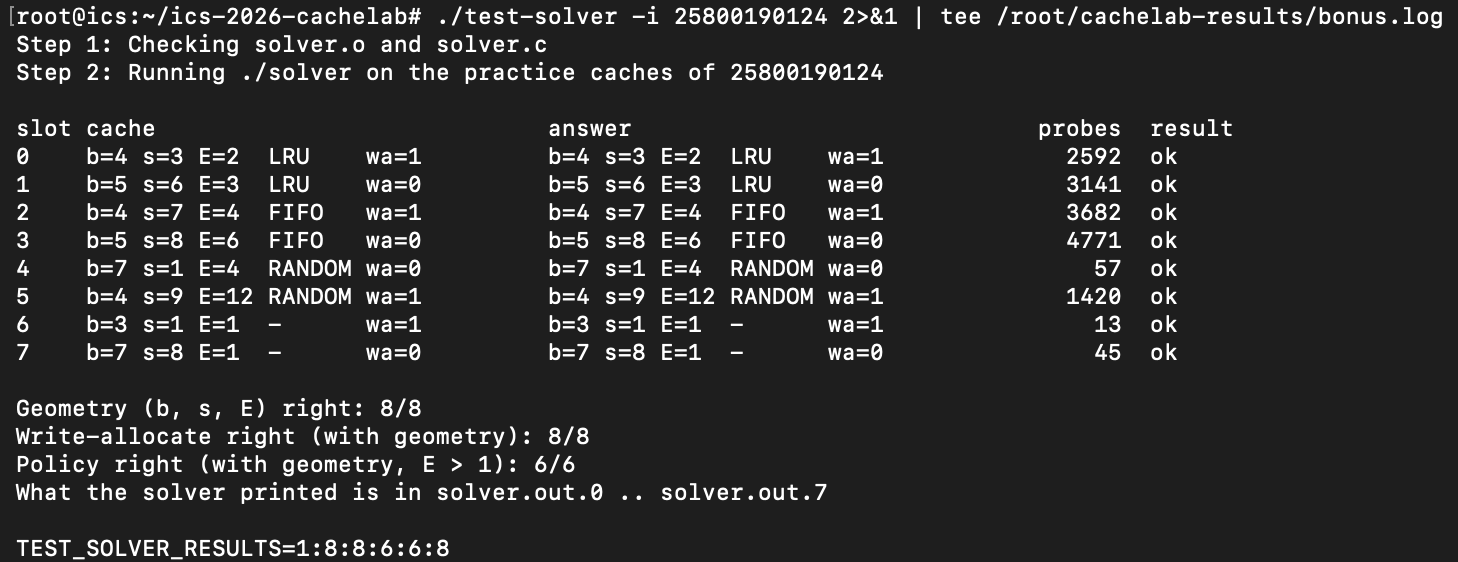 [root@ics:~/ics-2026-cachelab# ./test-solver -i 25800190124 2>&1 | tee /root/cachelab-results/bonus.log
Step 1: Checking solver.o and solver.c
Step 2: Running ./solver on the practice caches of 25800190124
slot cache answer probes result
0 b=4 s=3 E=2 LRU wa=1 b=4 s=3 E=2 LRU wa=1 2592 ok
1 b=5 s=6 E=3 LRU wa=0 b=5 s=6 E=3 LRU wa=0 3141 ok
2 b=4 s=7 E=4 FIFO wa=1 b=4 s=7 E=4 FIFO wa=1 3682 ok
3 b=5 s=8 E=6 FIFO wa=0 b=5 s=8 E=6 FIFO wa=0 4771 ok
4 b=7 s=1 E=4 RANDOM wa=0 b=7 s=1 E=4 RANDOM wa=0 57 ok
5 b=4 s=9 E=12 RANDOM wa=1 b=4 s=9 E=12 RANDOM wa=1 1420 ok
6 b=3 s=1 E=1 - wa=1 b=3 s=1 E=1 - wa=1 13 ok
7 b=7 s=8 E=1 - wa=0 b=7 s=8 E=1 - wa=0 45 ok
Geometry (b, s, E) right: 8/8
Write-allocate right (with geometry): 8/8
Policy right (with geometry, E > 1): 6/6
What the solver printed is in solver.out.0 .. solver.out.7
TEST_SOLVER_RESULTS=1:8:8:6:6:8